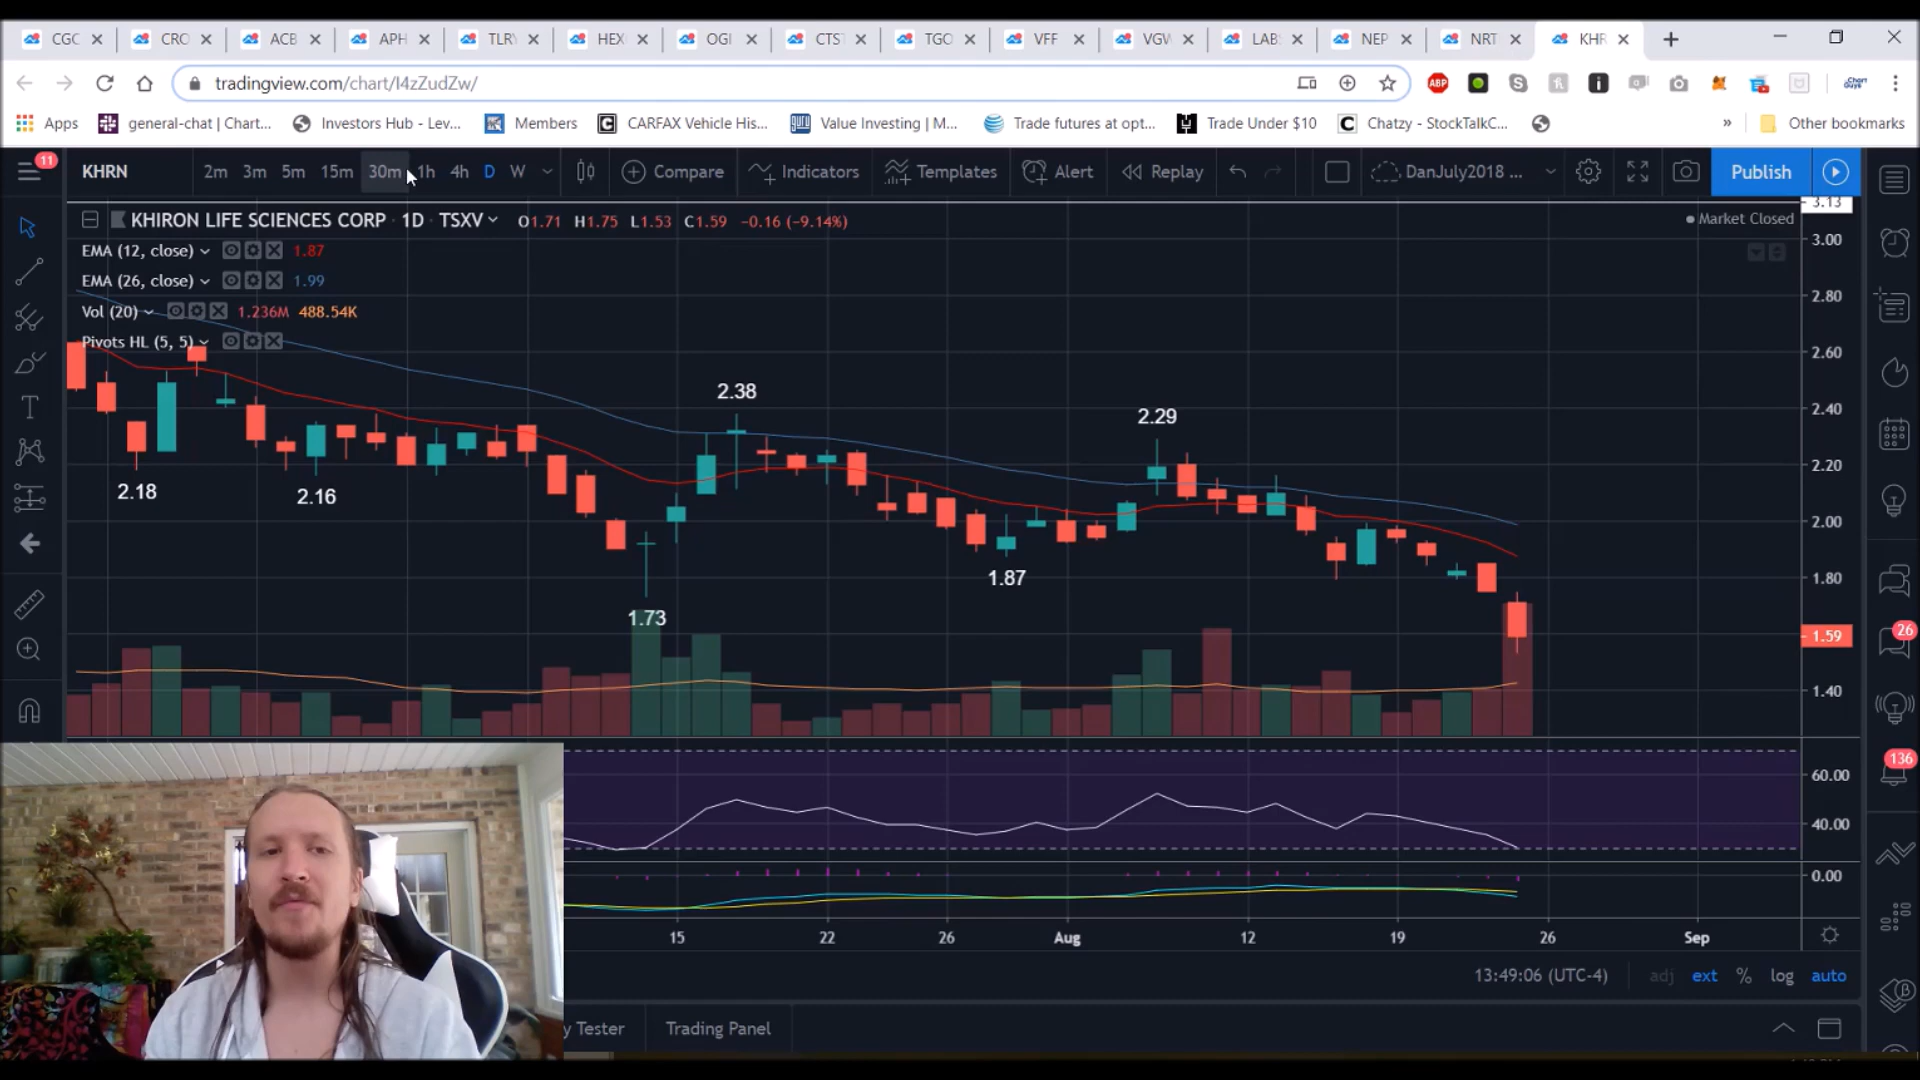 CGC CRO ACB APH TLRY HEX OGI CTST TGO VFF VGW LABS NEP NRT KHR
tradingview.com/chart/I4zZudZw/
ABP
Apps general-chat | Chart... Investors Hub - Lev... Members CARFAX Vehicle His... guru Value Investing | M... Trade futures at opt... Trade Under $10 Chatzy - StockTalkC... » Other bookmarks
11 KHRN 2m 3m 5m 15m 30m 1h 4h D W Compare Indicators Templates Alert Replay DanJuly2018 ... Publish
KHIRON LIFE SCIENCES CORP · 1D · TSXV O1.71 H1.75 L1.53 C1.59 −0.16 (−9.14%) Market Closed
EMA (12, close) 1.87
EMA (26, close) 1.99
Vol (20) 1.236M 488.54K
Pivots HL (5, 5)
3.13
3.00
2.80
2.60
2.40
2.20
2.00
1.80
1.59
1.40
2.38
2.29
2.18
2.16
1.87
1.73
26
136
60.00
40.00
0.00
15 22 26 Aug 12 19 26 Sep
13:49:06 (UTC-4) adj ext % log auto
y Tester Trading Panel